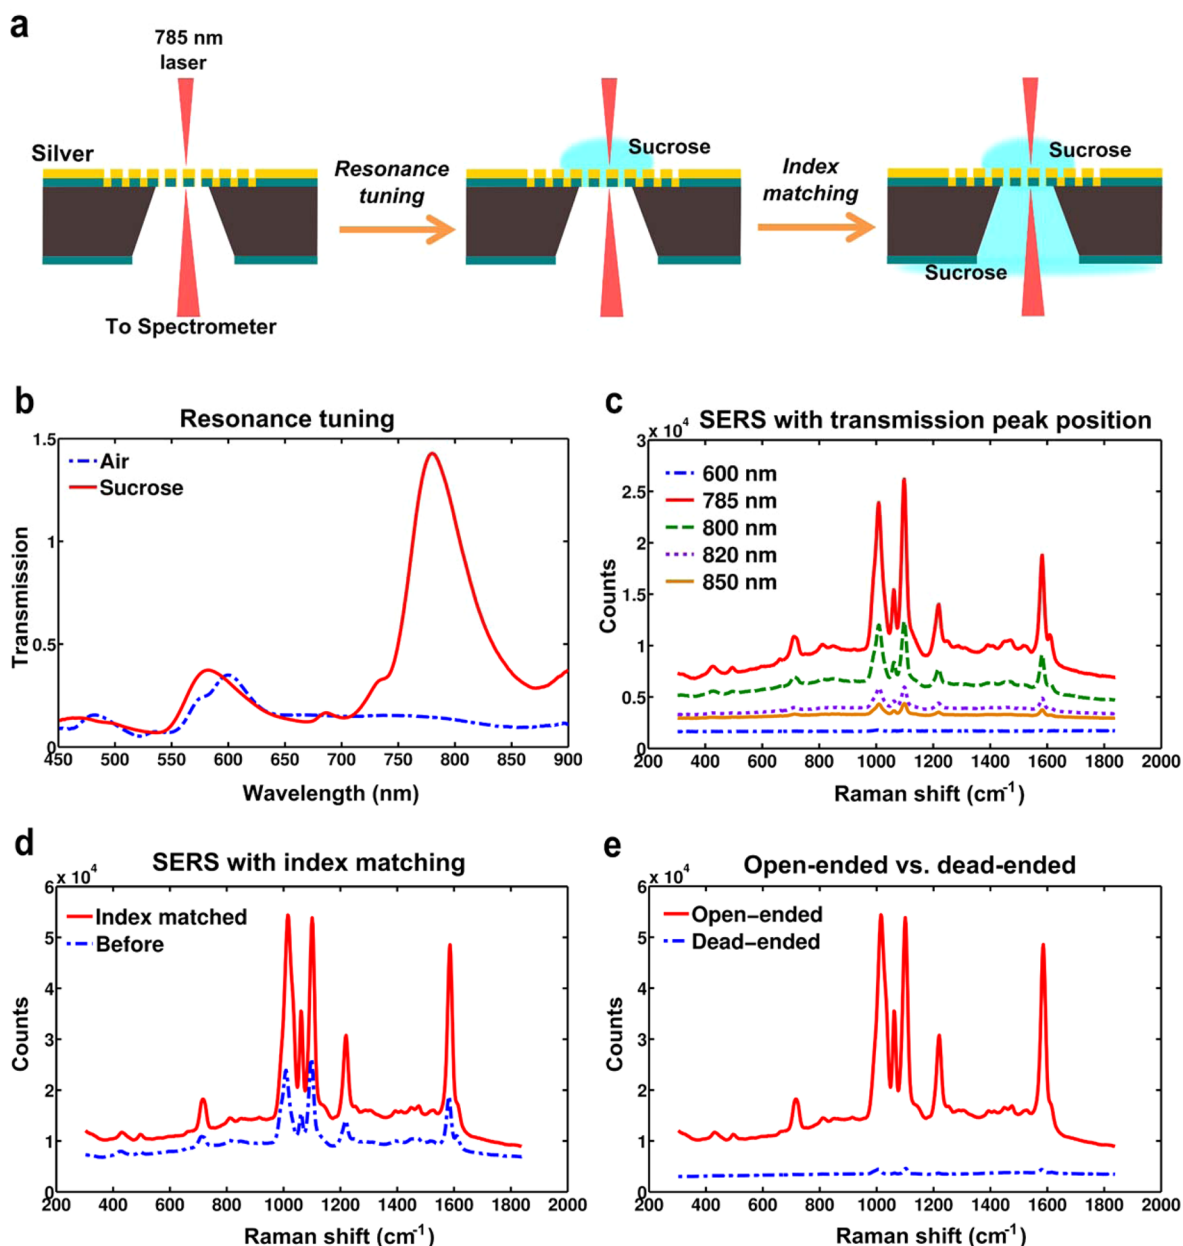 a
785 nm
laser
Silver
Resonance
tuning
Sucrose
Index
matching
Sucrose
Sucrose
To Spectrometer
b
Resonance tuning
1.5
1
0.5
0
Air
Sucrose
Transmission
450 500 550 600 650 700 750 800 850 900
Wavelength (nm)
c
SERS with transmission peak position
x 10⁴
3
2.5
2
1.5
1
0.5
0
600 nm
785 nm
800 nm
820 nm
850 nm
Counts
200 400 600 800 1000 1200 1400 1600 1800 2000
Raman shift (cm⁻¹)
d
SERS with index matching
x 10⁴
6
5
4
3
2
1
0
Index matched
Before
Counts
200 400 600 800 1000 1200 1400 1600 1800 2000
Raman shift (cm⁻¹)
e
Open-ended vs. dead-ended
x 10⁴
6
5
4
3
2
1
0
Open-ended
Dead-ended
Counts
200 400 600 800 1000 1200 1400 1600 1800 2000
Raman shift (cm⁻¹)